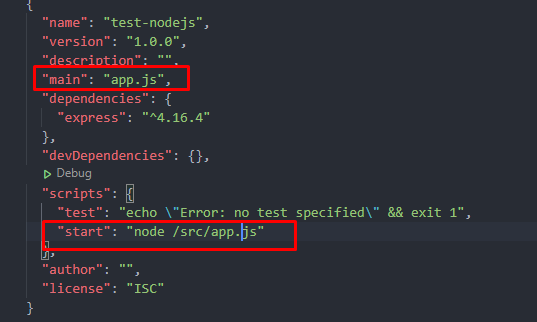 {
"name": "test-nodejs",
"version": "1.0.0",
"description": "",
"main": "app.js",
"dependencies": {
"express": "^4.16.4"
},
"devDependencies": {},
Debug
"scripts": {
"test": "echo \"Error: no test specified\" && exit 1",
"start": "node /src/app.js"
},
"author": "",
"license": "ISC"
}